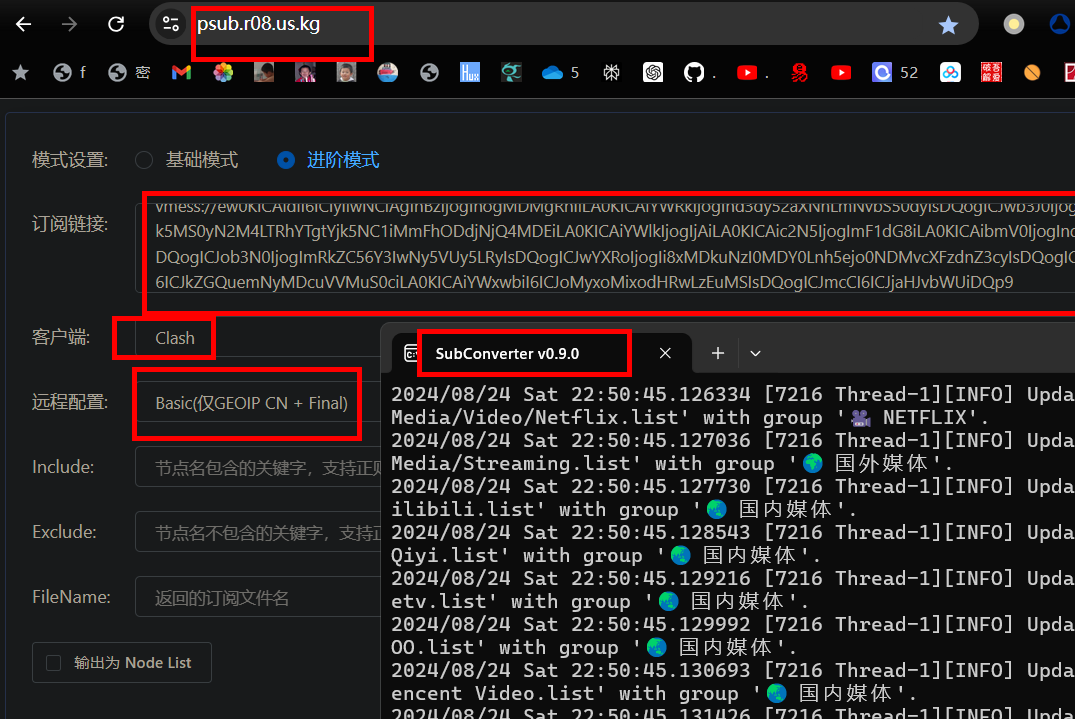 psub.r08.us.kg
f
密
5
52
模式设置:
基础模式
进阶模式
订阅链接:
DQp9
客户端:
Clash
远程配置:
Basic(仅GEOIP CN + Final)
Include:
节点名包含的关键字，支持正则
Exclude:
节点名不包含的关键字，支持正
FileName:
返回的订阅文件名
输出为 Node List
SubConverter v0.9.0
2024/08/24 Sat 22:50:45.126334 [7216 Thread-1][INFO] Upda
Media/Video/Netflix.list' with group '🎥 NETFLIX'.
2024/08/24 Sat 22:50:45.127036 [7216 Thread-1][INFO] Upda
Media/Streaming.list' with group '🌍 国外媒体'.
2024/08/24 Sat 22:50:45.127730 [7216 Thread-1][INFO] Upda
ilibili.list' with group '🌏 国内媒体'.
2024/08/24 Sat 22:50:45.128543 [7216 Thread-1][INFO] Upda
Qiyi.list' with group '🌏 国内媒体'.
2024/08/24 Sat 22:50:45.129216 [7216 Thread-1][INFO] Upda
etv.list' with group '🌏 国内媒体'.
2024/08/24 Sat 22:50:45.129992 [7216 Thread-1][INFO] Upda
OO.list' with group '🌏 国内媒体'.
2024/08/24 Sat 22:50:45.130693 [7216 Thread-1][INFO] Upda
encent Video.list' with group '🌏 国内媒体'.
2024/08/24 Sat 22:50:45.131426 [7216 Thread-1][INFO] Upda